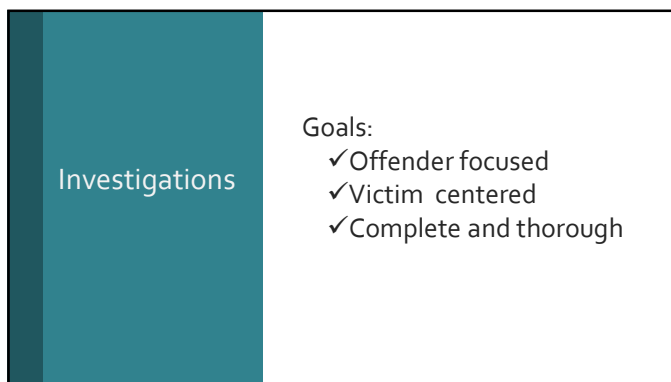 Investigations
Goals:
✓Offender focused
✓Victim  centered
✓Complete and thorough